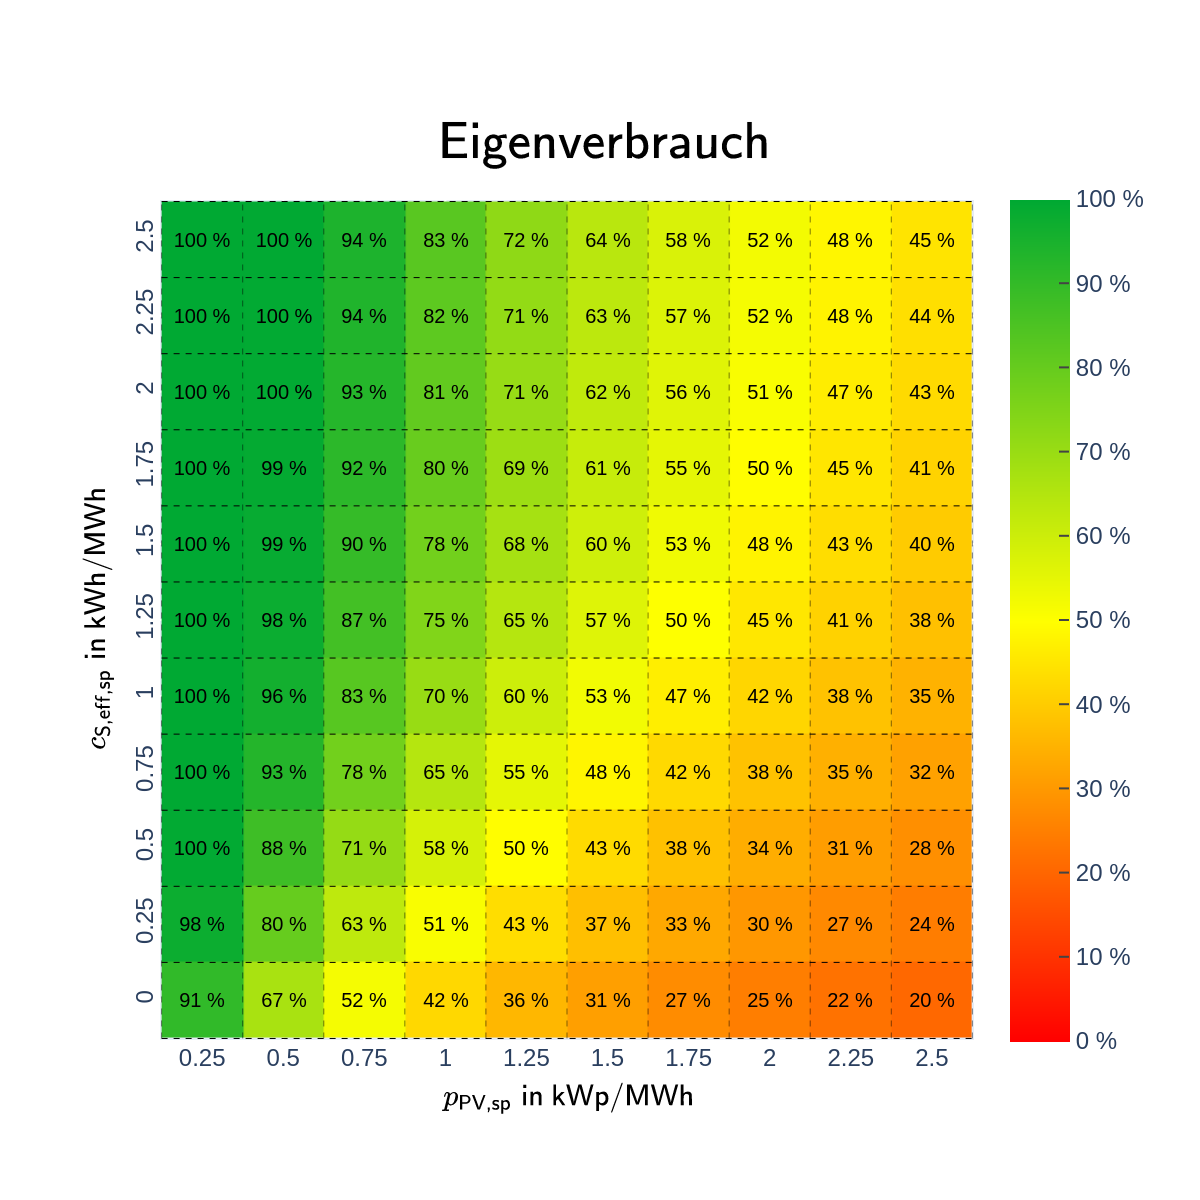 Eigenverbrauch
2.5 100 % 100 % 94 % 83 % 72 % 64 % 58 % 52 % 48 % 45 %
2.25 100 % 100 % 94 % 82 % 71 % 63 % 57 % 52 % 48 % 44 %
2 100 % 100 % 93 % 81 % 71 % 62 % 56 % 51 % 47 % 43 %
1.75 100 % 99 % 92 % 80 % 69 % 61 % 55 % 50 % 45 % 41 %
1.5 100 % 99 % 90 % 78 % 68 % 60 % 53 % 48 % 43 % 40 %
1.25 100 % 98 % 87 % 75 % 65 % 57 % 50 % 45 % 41 % 38 %
1 100 % 96 % 83 % 70 % 60 % 53 % 47 % 42 % 38 % 35 %
0.75 100 % 93 % 78 % 65 % 55 % 48 % 42 % 38 % 35 % 32 %
0.5 100 % 88 % 71 % 58 % 50 % 43 % 38 % 34 % 31 % 28 %
0.25 98 % 80 % 63 % 51 % 43 % 37 % 33 % 30 % 27 % 24 %
0 91 % 67 % 52 % 42 % 36 % 31 % 27 % 25 % 22 % 20 %
0.25 0.5 0.75 1 1.25 1.5 1.75 2 2.25 2.5
p PV,sp in kWp/MWh
c S,eff,sp in kWh/MWh
100 %
90 %
80 %
70 %
60 %
50 %
40 %
30 %
20 %
10 %
0 %